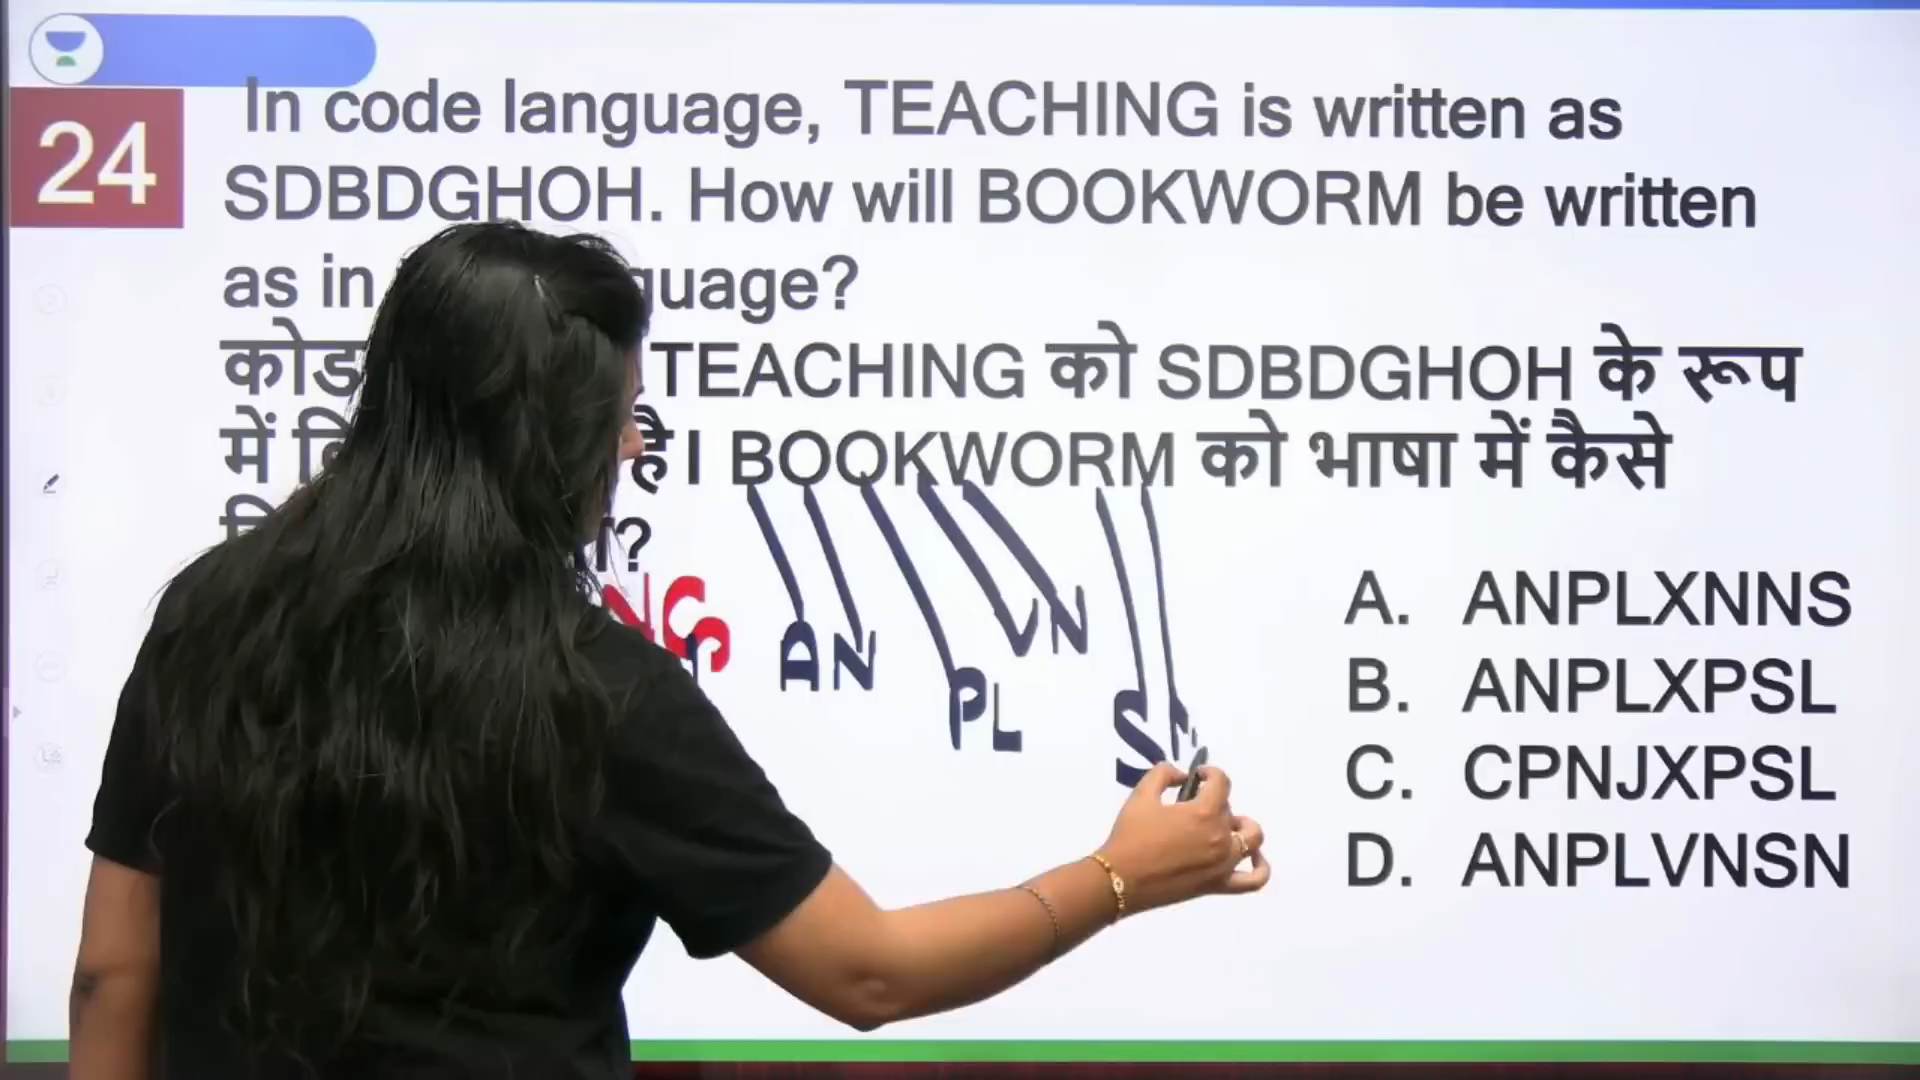 24
In code language, TEACHING is written as
SDBDGHOH. How will BOOKWORM be written
as in guage?
कोड TEACHING को SDBDGHOH के रूप
में है। BOOKWORM को भाषा में कैसे
?
NG AN VN
PL S
A. ANPLXNNS
B. ANPLXPSL
C. CPNJXPSL
D. ANPLVNSN